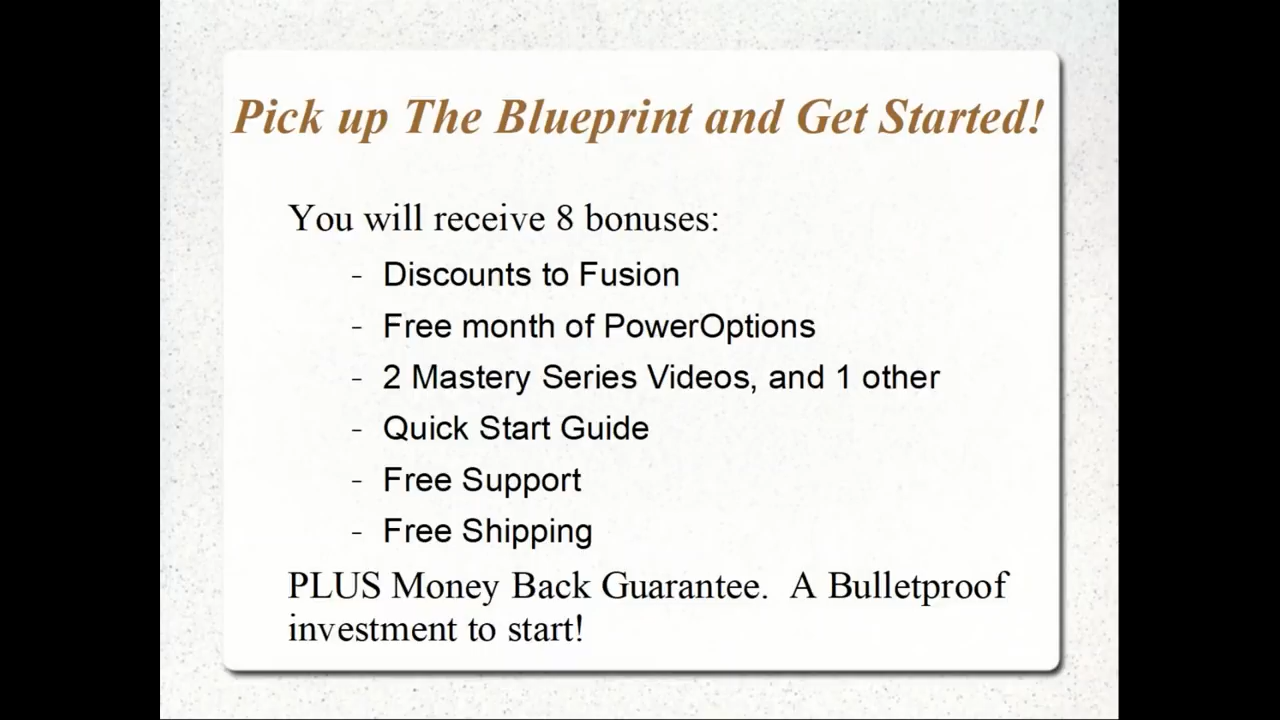 Pick up The Blueprint and Get Started!
You will receive 8 bonuses:
- Discounts to Fusion
- Free month of PowerOptions
- 2 Mastery Series Videos, and 1 other
- Quick Start Guide
- Free Support
- Free Shipping
PLUS Money Back Guarantee.  A Bulletproof
investment to start!